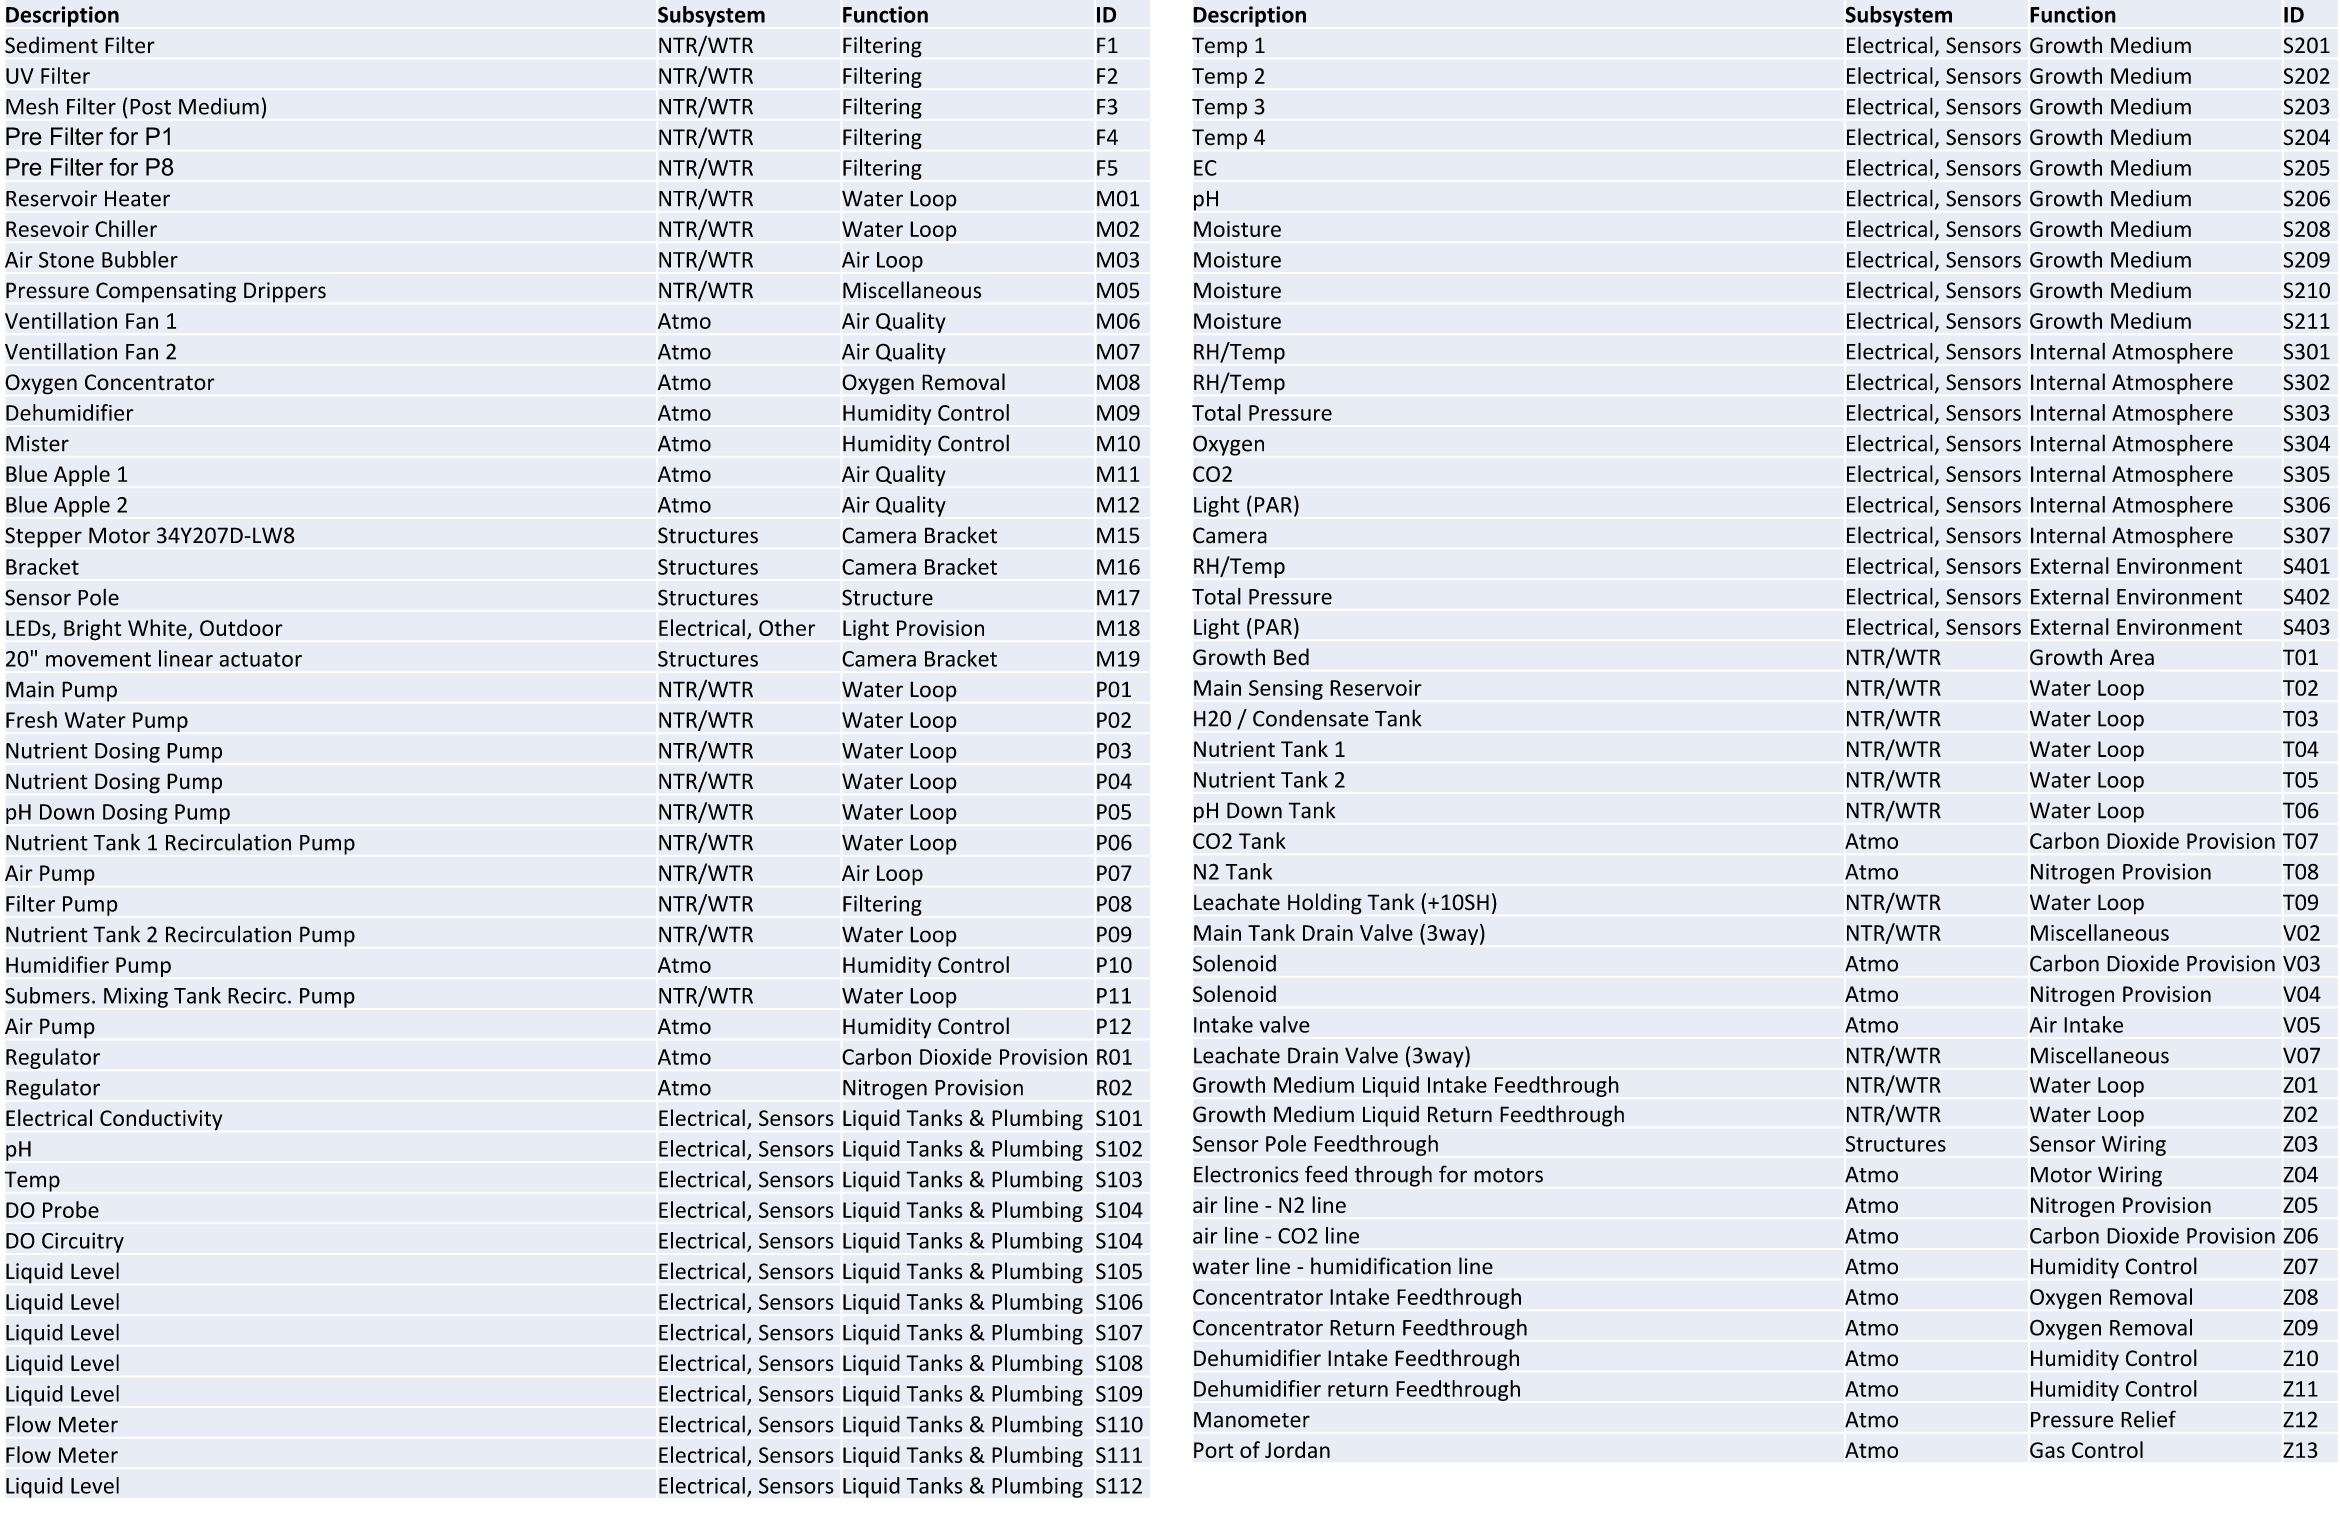 Description Subsystem Function ID
Sediment Filter NTR/WTR Filtering F1
UV Filter NTR/WTR Filtering F2
Mesh Filter (Post Medium) NTR/WTR Filtering F3
Pre Filter for P1 NTR/WTR Filtering F4
Pre Filter for P8 NTR/WTR Filtering F5
Reservoir Heater NTR/WTR Water Loop M01
Resevoir Chiller NTR/WTR Water Loop M02
Air Stone Bubbler NTR/WTR Air Loop M03
Pressure Compensating Drippers NTR/WTR Miscellaneous M05
Ventillation Fan 1 Atmo Air Quality M06
Ventillation Fan 2 Atmo Air Quality M07
Oxygen Concentrator Atmo Oxygen Removal M08
Dehumidifier Atmo Humidity Control M09
Mister Atmo Humidity Control M10
Blue Apple 1 Atmo Air Quality M11
Blue Apple 2 Atmo Air Quality M12
Stepper Motor 34Y207D-LW8 Structures Camera Bracket M15
Bracket Structures Camera Bracket M16
Sensor Pole Structures Structure M17
LEDs, Bright White, Outdoor Electrical, Other Light Provision M18
20" movement linear actuator Structures Camera Bracket M19
Main Pump NTR/WTR Water Loop P01
Fresh Water Pump NTR/WTR Water Loop P02
Nutrient Dosing Pump NTR/WTR Water Loop P03
Nutrient Dosing Pump NTR/WTR Water Loop P04
pH Down Dosing Pump NTR/WTR Water Loop P05
Nutrient Tank 1 Recirculation Pump NTR/WTR Water Loop P06
Air Pump NTR/WTR Air Loop P07
Filter Pump NTR/WTR Filtering P08
Nutrient Tank 2 Recirculation Pump NTR/WTR Water Loop P09
Humidifier Pump Atmo Humidity Control P10
Submers. Mixing Tank Recirc. Pump NTR/WTR Water Loop P11
Air Pump Atmo Humidity Control P12
Regulator Atmo Carbon Dioxide Provision R01
Regulator Atmo Nitrogen Provision R02
Electrical Conductivity Electrical, Sensors Liquid Tanks & Plumbing S101
pH Electrical, Sensors Liquid Tanks & Plumbing S102
Temp Electrical, Sensors Liquid Tanks & Plumbing S103
DO Probe Electrical, Sensors Liquid Tanks & Plumbing S104
DO Circuitry Electrical, Sensors Liquid Tanks & Plumbing S104
Liquid Level Electrical, Sensors Liquid Tanks & Plumbing S105
Liquid Level Electrical, Sensors Liquid Tanks & Plumbing S106
Liquid Level Electrical, Sensors Liquid Tanks & Plumbing S107
Liquid Level Electrical, Sensors Liquid Tanks & Plumbing S108
Liquid Level Electrical, Sensors Liquid Tanks & Plumbing S109
Flow Meter Electrical, Sensors Liquid Tanks & Plumbing S110
Flow Meter Electrical, Sensors Liquid Tanks & Plumbing S111
Liquid Level Electrical, Sensors Liquid Tanks & Plumbing S112
Description Subsystem Function ID
Temp 1 Electrical, Sensors Growth Medium S201
Temp 2 Electrical, Sensors Growth Medium S202
Temp 3 Electrical, Sensors Growth Medium S203
Temp 4 Electrical, Sensors Growth Medium S204
EC Electrical, Sensors Growth Medium S205
pH Electrical, Sensors Growth Medium S206
Moisture Electrical, Sensors Growth Medium S208
Moisture Electrical, Sensors Growth Medium S209
Moisture Electrical, Sensors Growth Medium S210
Moisture Electrical, Sensors Growth Medium S211
RH/Temp Electrical, Sensors Internal Atmosphere S301
RH/Temp Electrical, Sensors Internal Atmosphere S302
Total Pressure Electrical, Sensors Internal Atmosphere S303
Oxygen Electrical, Sensors Internal Atmosphere S304
CO2 Electrical, Sensors Internal Atmosphere S305
Light (PAR) Electrical, Sensors Internal Atmosphere S306
Camera Electrical, Sensors Internal Atmosphere S307
RH/Temp Electrical, Sensors External Environment S401
Total Pressure Electrical, Sensors External Environment S402
Light (PAR) Electrical, Sensors External Environment S403
Growth Bed NTR/WTR Growth Area T01
Main Sensing Reservoir NTR/WTR Water Loop T02
H20 / Condensate Tank NTR/WTR Water Loop T03
Nutrient Tank 1 NTR/WTR Water Loop T04
Nutrient Tank 2 NTR/WTR Water Loop T05
pH Down Tank NTR/WTR Water Loop T06
CO2 Tank Atmo Carbon Dioxide Provision T07
N2 Tank Atmo Nitrogen Provision T08
Leachate Holding Tank (+10SH) NTR/WTR Water Loop T09
Main Tank Drain Valve (3way) NTR/WTR Miscellaneous V02
Solenoid Atmo Carbon Dioxide Provision V03
Solenoid Atmo Nitrogen Provision V04
Intake valve Atmo Air Intake V05
Leachate Drain Valve (3way) NTR/WTR Miscellaneous V07
Growth Medium Liquid Intake Feedthrough NTR/WTR Water Loop Z01
Growth Medium Liquid Return Feedthrough NTR/WTR Water Loop Z02
Sensor Pole Feedthrough Structures Sensor Wiring Z03
Electronics feed through for motors Atmo Motor Wiring Z04
air line - N2 line Atmo Nitrogen Provision Z05
air line - CO2 line Atmo Carbon Dioxide Provision Z06
water line - humidification line Atmo Humidity Control Z07
Concentrator Intake Feedthrough Atmo Oxygen Removal Z08
Concentrator Return Feedthrough Atmo Oxygen Removal Z09
Dehumidifier Intake Feedthrough Atmo Humidity Control Z10
Dehumidifier return Feedthrough Atmo Humidity Control Z11
Manometer Atmo Pressure Relief Z12
Port of Jordan Atmo Gas Control Z13